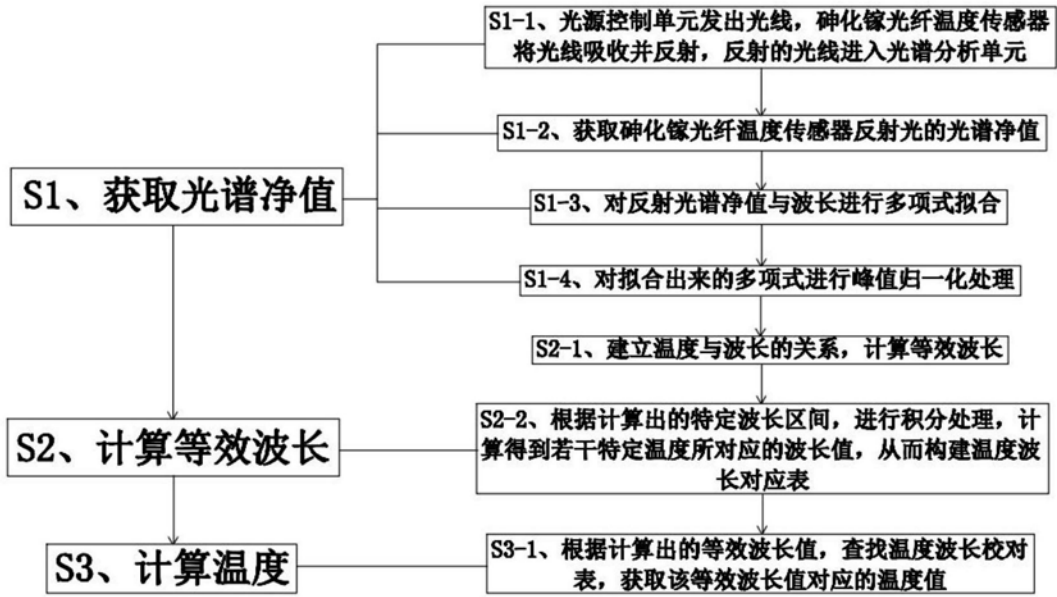 S1-1、光源控制单元发出光线，砷化镓光纤温度传感器
将光线吸收并反射，反射的光线进入光谱分析单元
S1-2、获取砷化镓光纤温度传感器反射光的光谱净值
S1、获取光谱净值
S1-3、对反射光谱净值与波长进行多项式拟合
S1-4、对拟合出来的多项式进行峰值归一化处理
S2-1、建立温度与波长的关系，计算等效波长
S2、计算等效波长
S2-2、根据计算出的特定波长区间，进行积分处理，计
算得到若干特定温度所对应的波长值，从而构建温度波
长对应表
S3、计算温度
S3-1、根据计算出的等效波长值，查找温度波长校对
表，获取该等效波长值对应的温度值